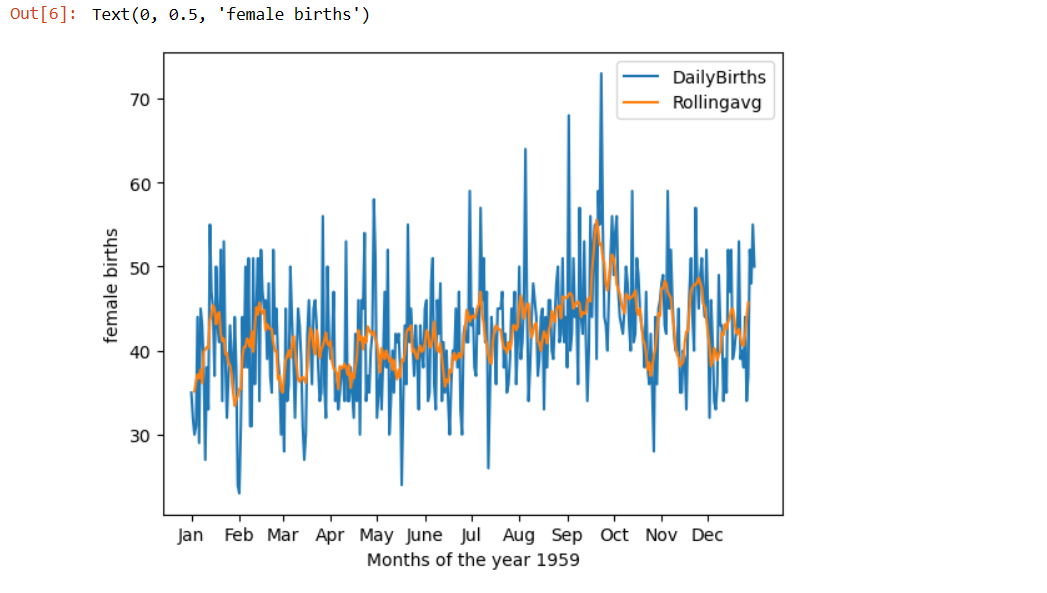 Out[6]: Text(0, 0.5, 'female births')
DailyBirths
Rollingavg
70
60
50
40
30
female births
Jan Feb Mar Apr May June Jul Aug Sep Oct Nov Dec
Months of the year 1959